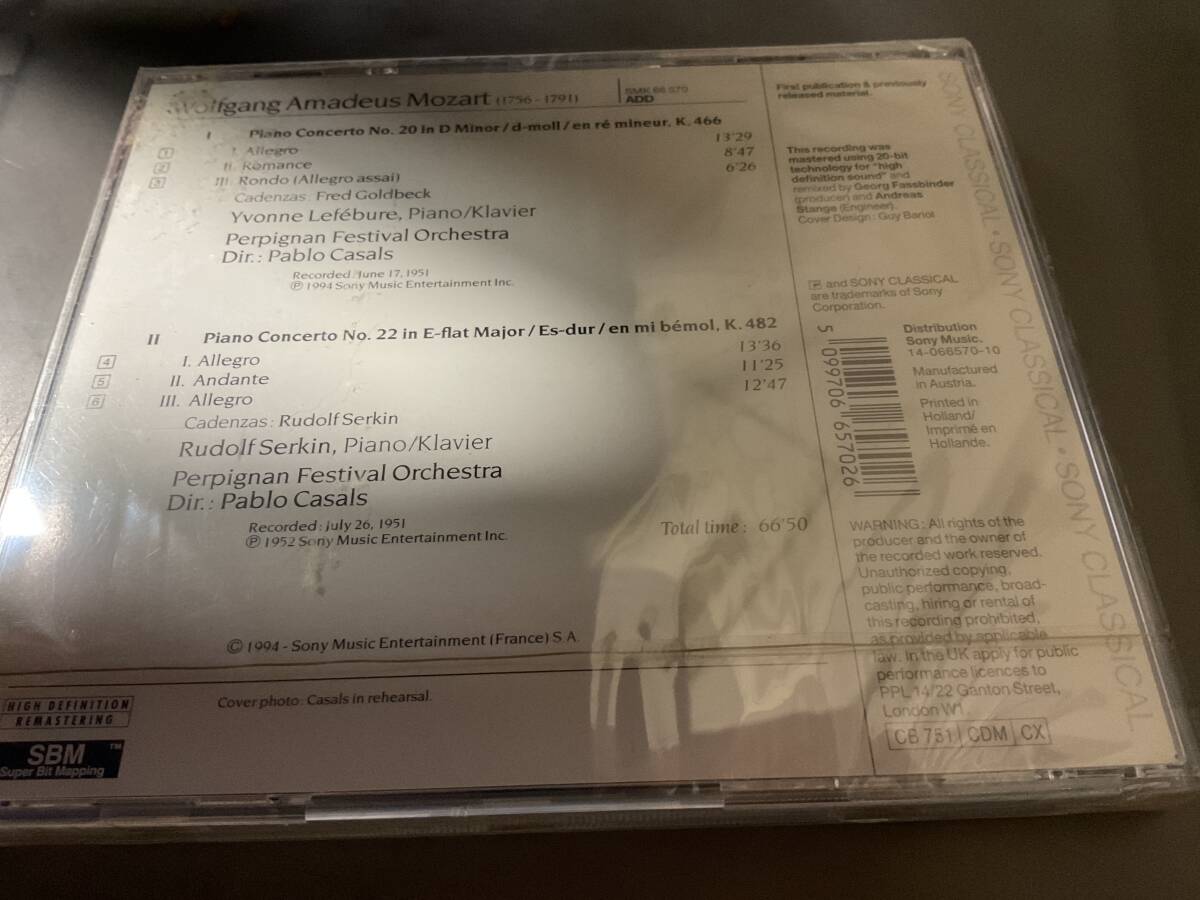 Wolfgang Amadeus Mozart (1756 - 1791)
SMK 66 570
ADD
I Piano Concerto No. 20 in D Minor / d-moll / en ré mineur, K. 466
1 I. Allegro 13'29
2 II. Romance 8'47
3 III. Rondo (Allegro assai) 6'26
Cadenzas: Fred Goldbeck
Yvonne Lefébure, Piano/Klavier
Perpignan Festival Orchestra
Dir.: Pablo Casals
Recorded: June 17, 1951
℗ 1994 Sony Music Entertainment Inc.
II Piano Concerto No. 22 in E-flat Major / Es-dur / en mi bémol, K. 482
4 I. Allegro 13'36
5 II. Andante 11'25
6 III. Allegro 12'47
Cadenzas: Rudolf Serkin
Rudolf Serkin, Piano/Klavier
Perpignan Festival Orchestra
Dir.: Pablo Casals
Recorded: July 26, 1951
℗ 1952 Sony Music Entertainment Inc.
Total time: 66'50
© 1994 - Sony Music Entertainment (France) S.A.
Cover photo: Casals in rehearsal.
HIGH DEFINITION
REMASTERING
SBM™
Super Bit Mapping
First publication & previously
released material.
This recording was
mastered using 20-bit
technology for "high
definition sound" and
remixed by Georg Fassbinder
(producer) and Andreas
Stange (Engineer).
Cover Design: Guy Bariol
and SONY CLASSICAL
are trademarks of Sony
Corporation.
5 099706 657026
Distribution
Sony Music.
14-066570-10
Manufactured
in Austria.
Printed in
Holland/
Imprimé en
Hollande.
WARNING: All rights of the
producer and the owner of
the recorded work reserved.
Unauthorized copying,
public performance, broad-
casting, hiring or rental of
this recording prohibited,
as provided by applicable
law. In the UK apply for public
performance licences to
PPL 14/22 Ganton Street,
London W1.
CB 751 CDM CX
SONY CLASSICAL • SONY CLASSICAL • SONY CLASSICAL